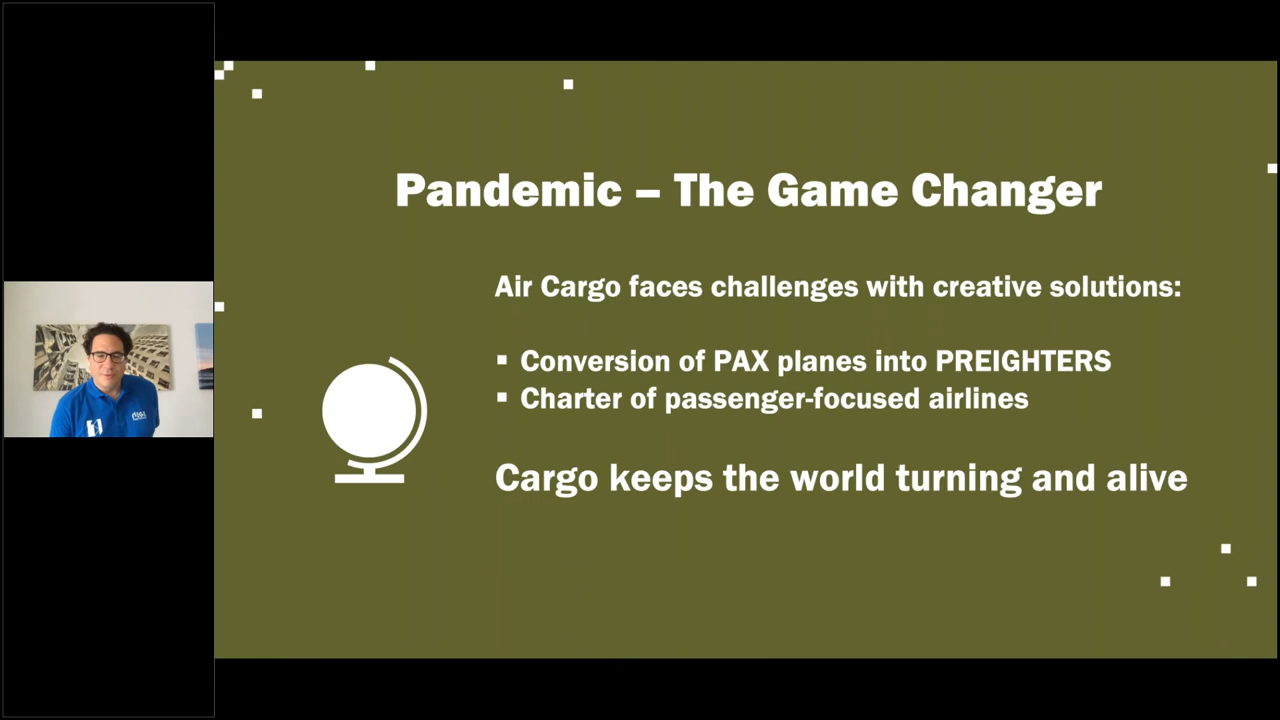 Pandemic – The Game Changer
Air Cargo faces challenges with creative solutions:
▪ Conversion of PAX planes into PREIGHTERS
▪ Charter of passenger-focused airlines
Cargo keeps the world turning and alive